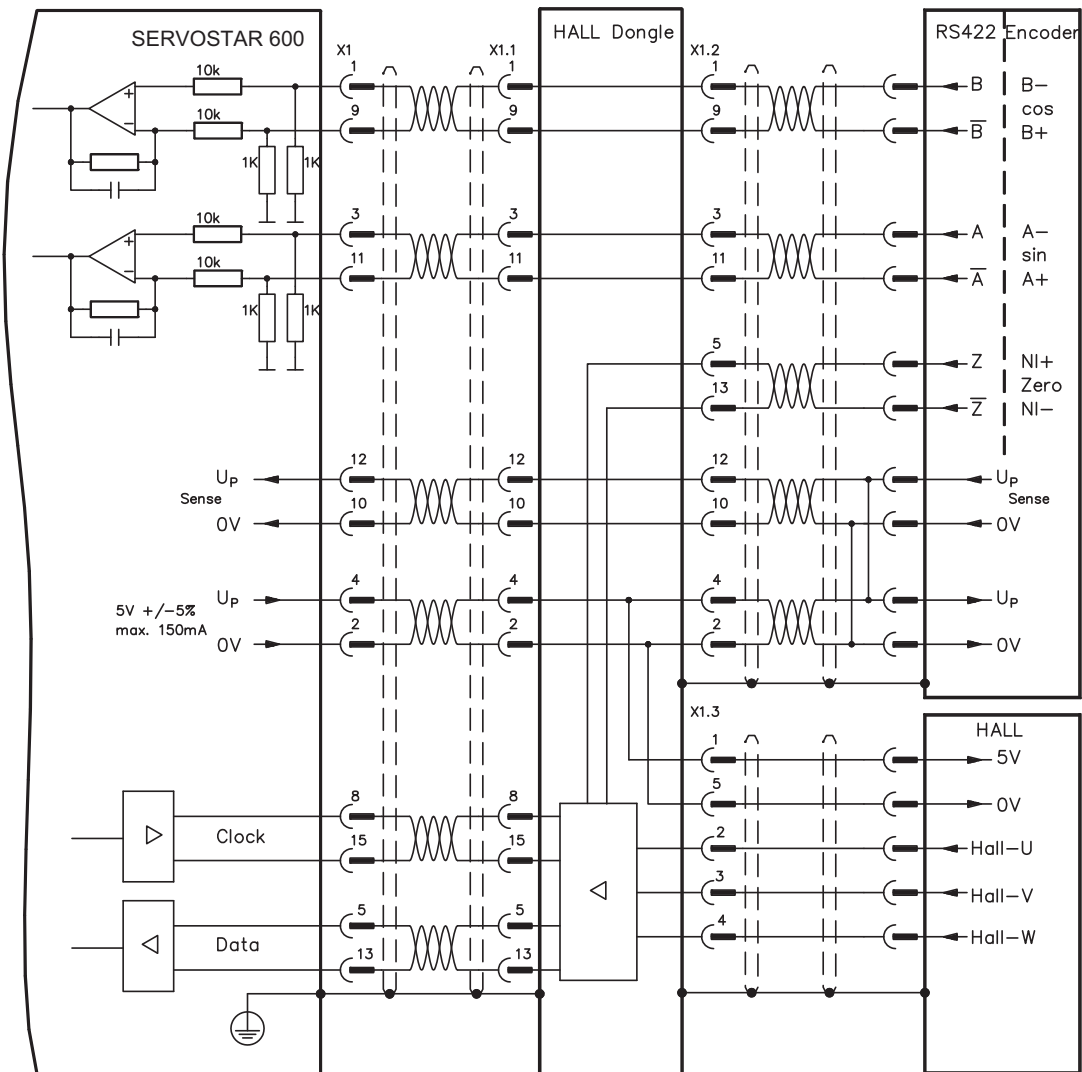 SERVOSTAR 600
HALL Dongle
RS422 Encoder
X1
X1.1
X1.2
10k
1
1
1
B
B−
cos
10k
9
9
9
B̅
B+
1K
1K
10k
3
3
3
A
A−
sin
10k
11
11
11
A̅
A+
1K
1K
5
Z
NI+
Zero
13
Z̅
NI−
UP
12
12
12
UP
Sense
Sense
0V
10
10
10
0V
UP
4
4
4
UP
5V +/−5%
max. 150mA
0V
2
2
2
0V
X1.3
HALL
1
5V
5
0V
8
8
Clock
15
15
2
Hall−U
3
Hall−V
5
5
4
Hall−W
Data
13
13